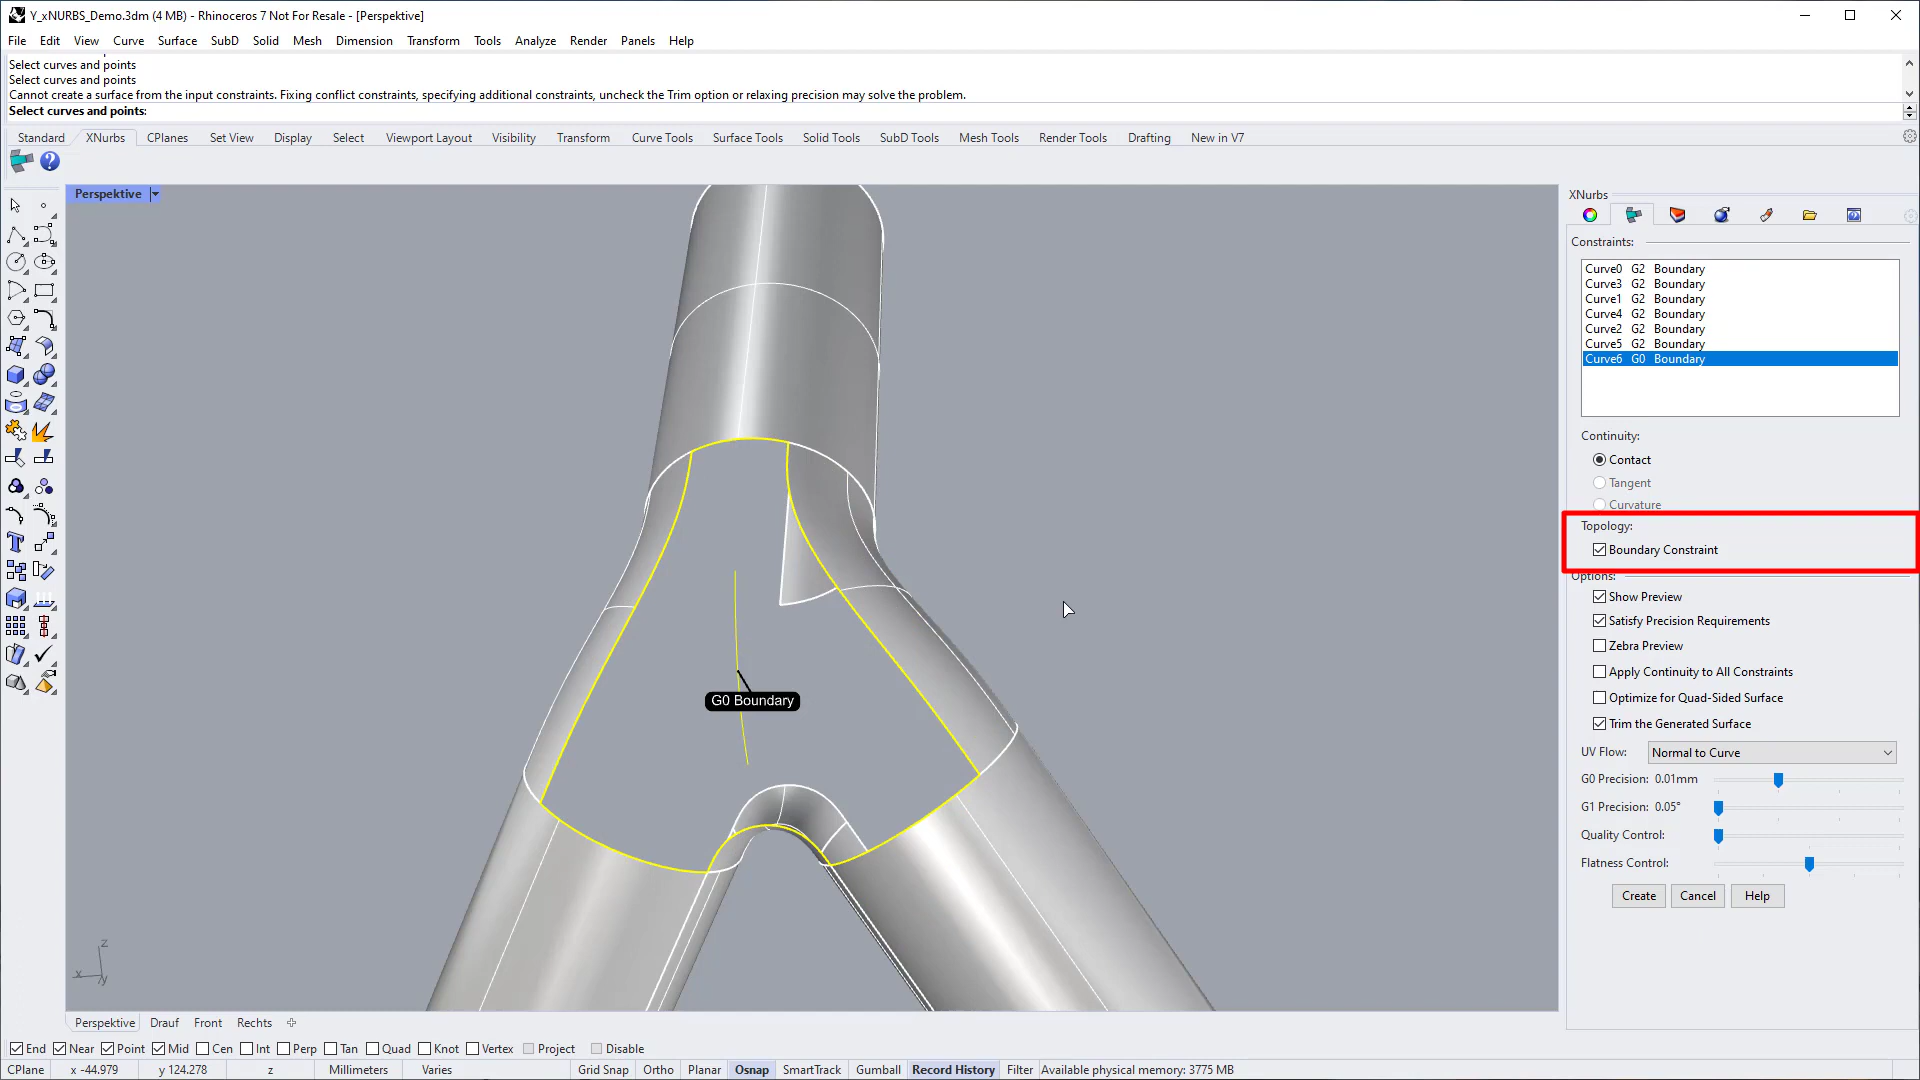 Y_xNURBS_Demo.3dm (4 MB) - Rhinoceros 7 Not For Resale - [Perspektive]
File Edit View Curve Surface SubD Solid Mesh Dimension Transform Tools Analyze Render Panels Help
Select curves and points
Select curves and points
Cannot create a surface from the input constraints. Fixing conflict constraints, specifying additional constraints, uncheck the Trim option or relaxing precision may solve the problem.
Select curves and points:
Standard XNurbs CPlanes Set View Display Select Viewport Layout Visibility Transform Curve Tools Surface Tools Solid Tools SubD Tools Mesh Tools Render Tools Drafting New in V7
Perspektive
XNurbs
Constraints:
Curve0 G2 Boundary
Curve3 G2 Boundary
Curve1 G2 Boundary
Curve4 G2 Boundary
Curve2 G2 Boundary
Curve5 G2 Boundary
Curve6 G0 Boundary
Continuity:
Contact
Tangent
Curvature
Topology:
Boundary Constraint
Options:
Show Preview
Satisfy Precision Requirements
Zebra Preview
Apply Continuity to All Constraints
Optimize for Quad-Sided Surface
Trim the Generated Surface
UV Flow: Normal to Curve
G0 Precision: 0.01mm
G1 Precision: 0.05°
Quality Control:
Flatness Control:
Create Cancel Help
G0 Boundary
z
x
y
Perspektive Drauf Front Rechts
End Near Point Mid Cen Int Perp Tan Quad Knot Vertex Project Disable
CPlane x -44.979 y 124.278 z Millimeters Varies Grid Snap Ortho Planar Osnap SmartTrack Gumball Record History Filter Available physical memory: 3775 MB